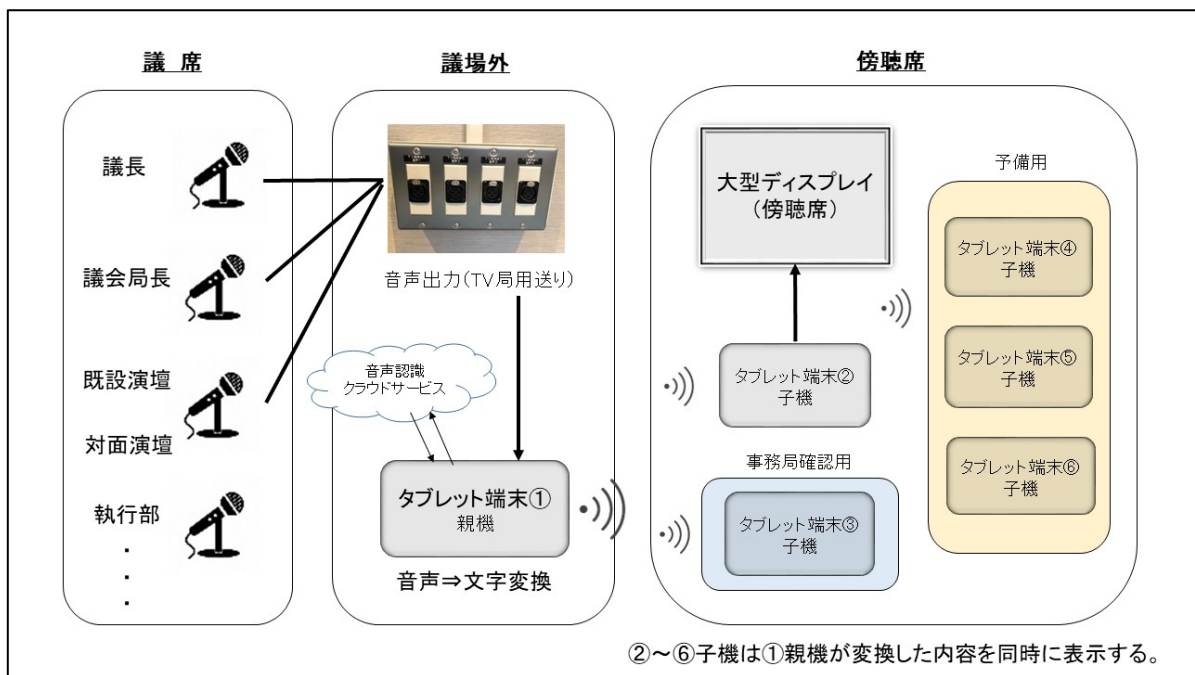 議 席
議長
議会局長
既設演壇
対面演壇
執行部
・
・
・
議場外
音声出力(TV局用送り)
音声認識
クラウドサービス
タブレット端末①
親機
音声⇒文字変換
傍聴席
大型ディスプレイ
(傍聴席)
タブレット端末②
子機
事務局確認用
タブレット端末③
子機
予備用
タブレット端末④
子機
タブレット端末⑤
子機
タブレット端末⑥
子機
②～⑥子機は①親機が変換した内容を同時に表示する。